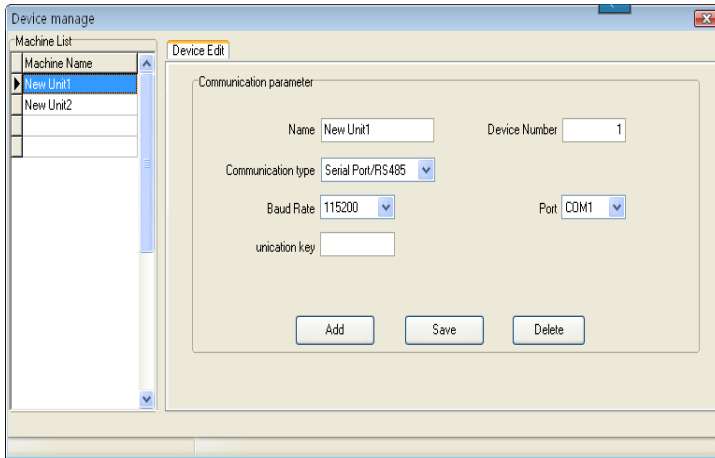 Device manage
Machine List
Machine Name
New Unit1
New Unit2
Device Edit
Communication parameter
Name New Unit1 Device Number 1
Communication type Serial Port/RS485
Baud Rate 115200 Port COM1
unication key
Add Save Delete